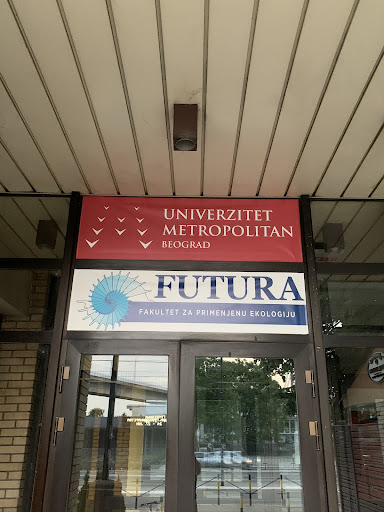 UNIVERZITET
METROPOLITAN
BEOGRAD
FUTURA
FAKULTET ZA PRIMENJENU EKOLOGIJU